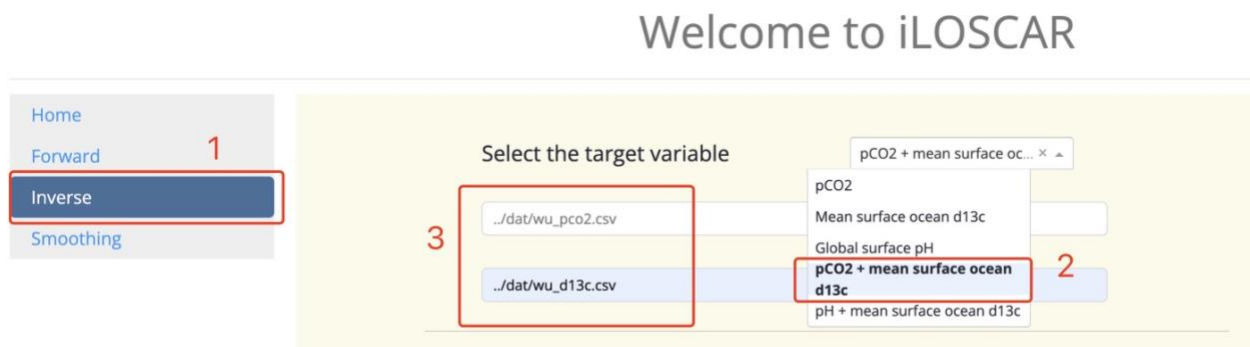 Welcome to iLOSCAR
Home
Forward
1
Inverse
Smoothing
Select the target variable
pCO2 + mean surface oc... ×
3
../dat/wu_pco2.csv
../dat/wu_d13c.csv
pCO2
Mean surface ocean d13c
Global surface pH
pCO2 + mean surface ocean
d13c
2
pH + mean surface ocean d13c